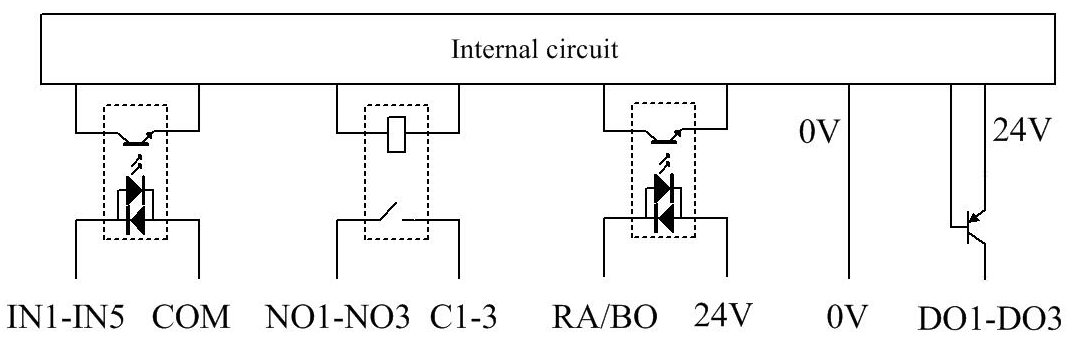 Internal circuit
0V 24V
IN1-IN5 COM NO1-NO3 C1-3 RA/BO 24V 0V DO1-DO3